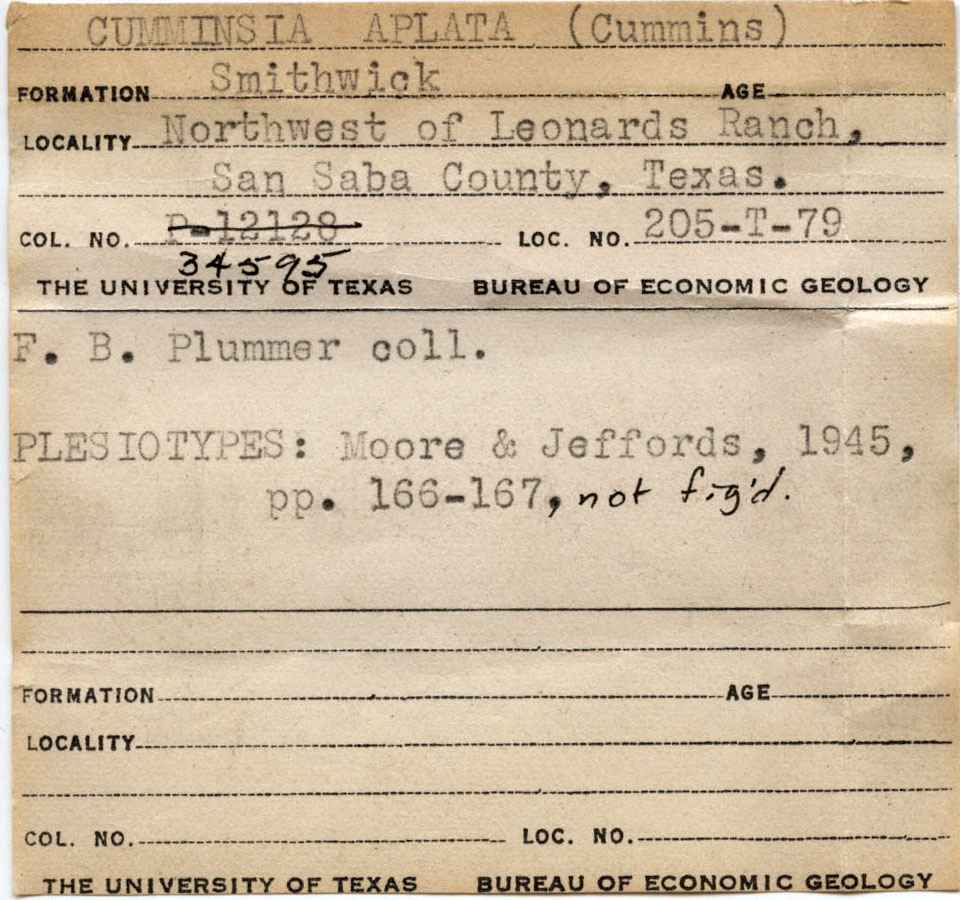 CUMMINSIA APLATA (Cummins)
FORMATION Smithwick AGE
LOCALITY Northwest of Leonards Ranch,
San Saba County, Texas.
COL. NO. P-12128 LOC. NO. 205-T-79
34595
THE UNIVERSITY OF TEXAS BUREAU OF ECONOMIC GEOLOGY
F. B. Plummer coll.
PLESIOTYPES: Moore & Jeffords, 1945,
pp. 166-167, not fig'd.
FORMATION AGE
LOCALITY
COL. NO. LOC. NO.
THE UNIVERSITY OF TEXAS BUREAU OF ECONOMIC GEOLOGY